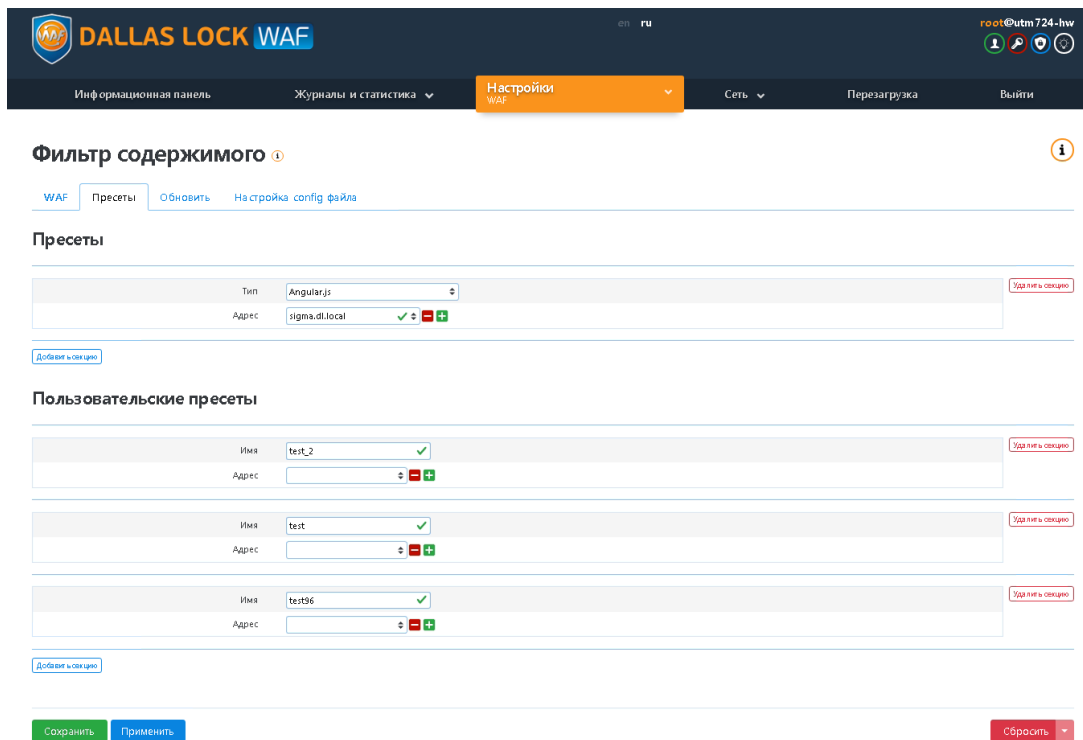 DALLAS LOCK WAF
en ru
root@utm724-hw
Информационная панель
Журналы и статистика
Настройки
WAF
Сеть
Перезагрузка
Выйти
Фильтр содержимого
WAF
Пресеты
Обновить
Настройка config файла
Пресеты
Тип
Angular.js
Удалить секцию
Адрес
sigma.dl.local
Добавить секцию
Пользовательские пресеты
Имя
test_2
Удалить секцию
Адрес
Имя
test
Удалить секцию
Адрес
Имя
test96
Удалить секцию
Адрес
Добавить секцию
Сохранить
Применить
Сбросить